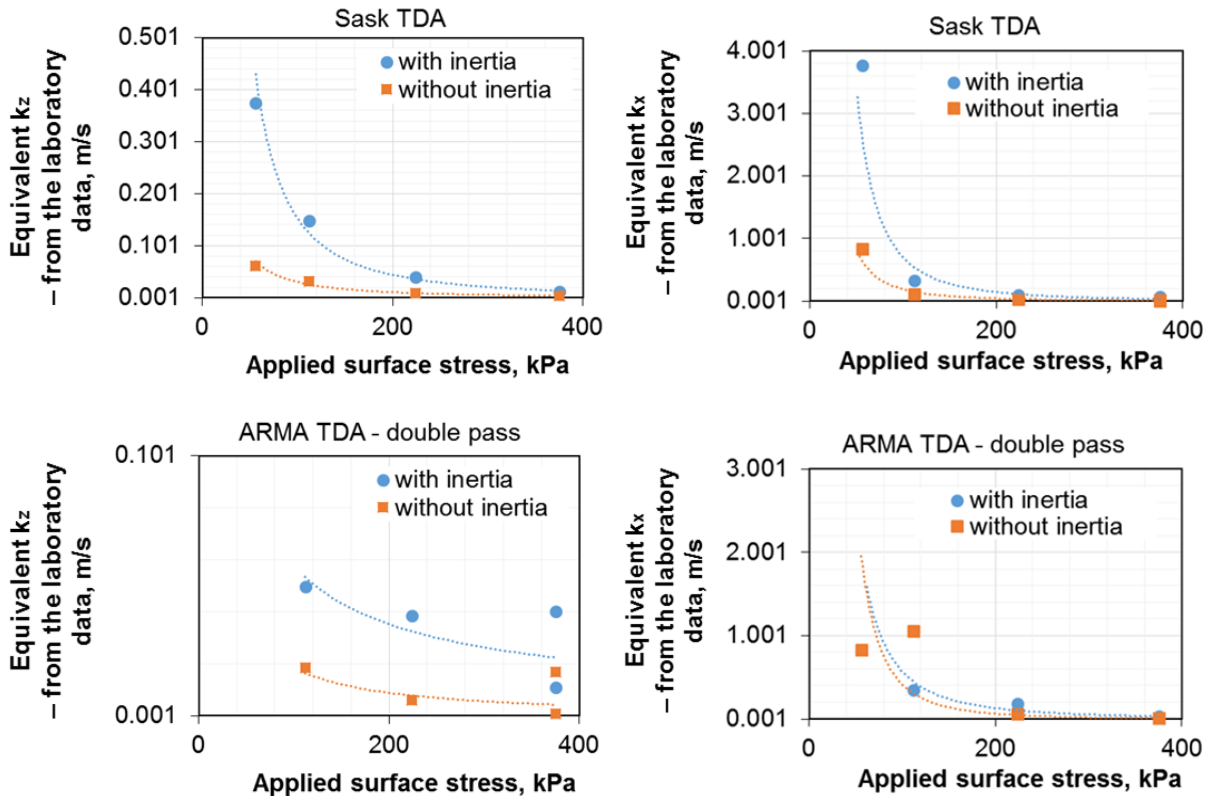 Sask TDA
Equivalent kz
– from the laboratory
data, m/s
0.501
0.401
0.301
0.201
0.101
0.001
with inertia
without inertia
0
200
400
Applied surface stress, kPa
Sask TDA
Equivalent kx
– from the laboratory
data, m/s
4.001
3.001
2.001
1.001
0.001
with inertia
without inertia
0
200
400
Applied surface stress, kPa
ARMA TDA - double pass
Equivalent kz
– from the laboratory
data, m/s
0.101
0.001
with inertia
without inertia
0
200
400
Applied surface stress, kPa
ARMA TDA - double pass
Equivalent kx
– from the laboratory
data, m/s
3.001
2.001
1.001
0.001
with inertia
without inertia
0
200
400
Applied surface stress, kPa